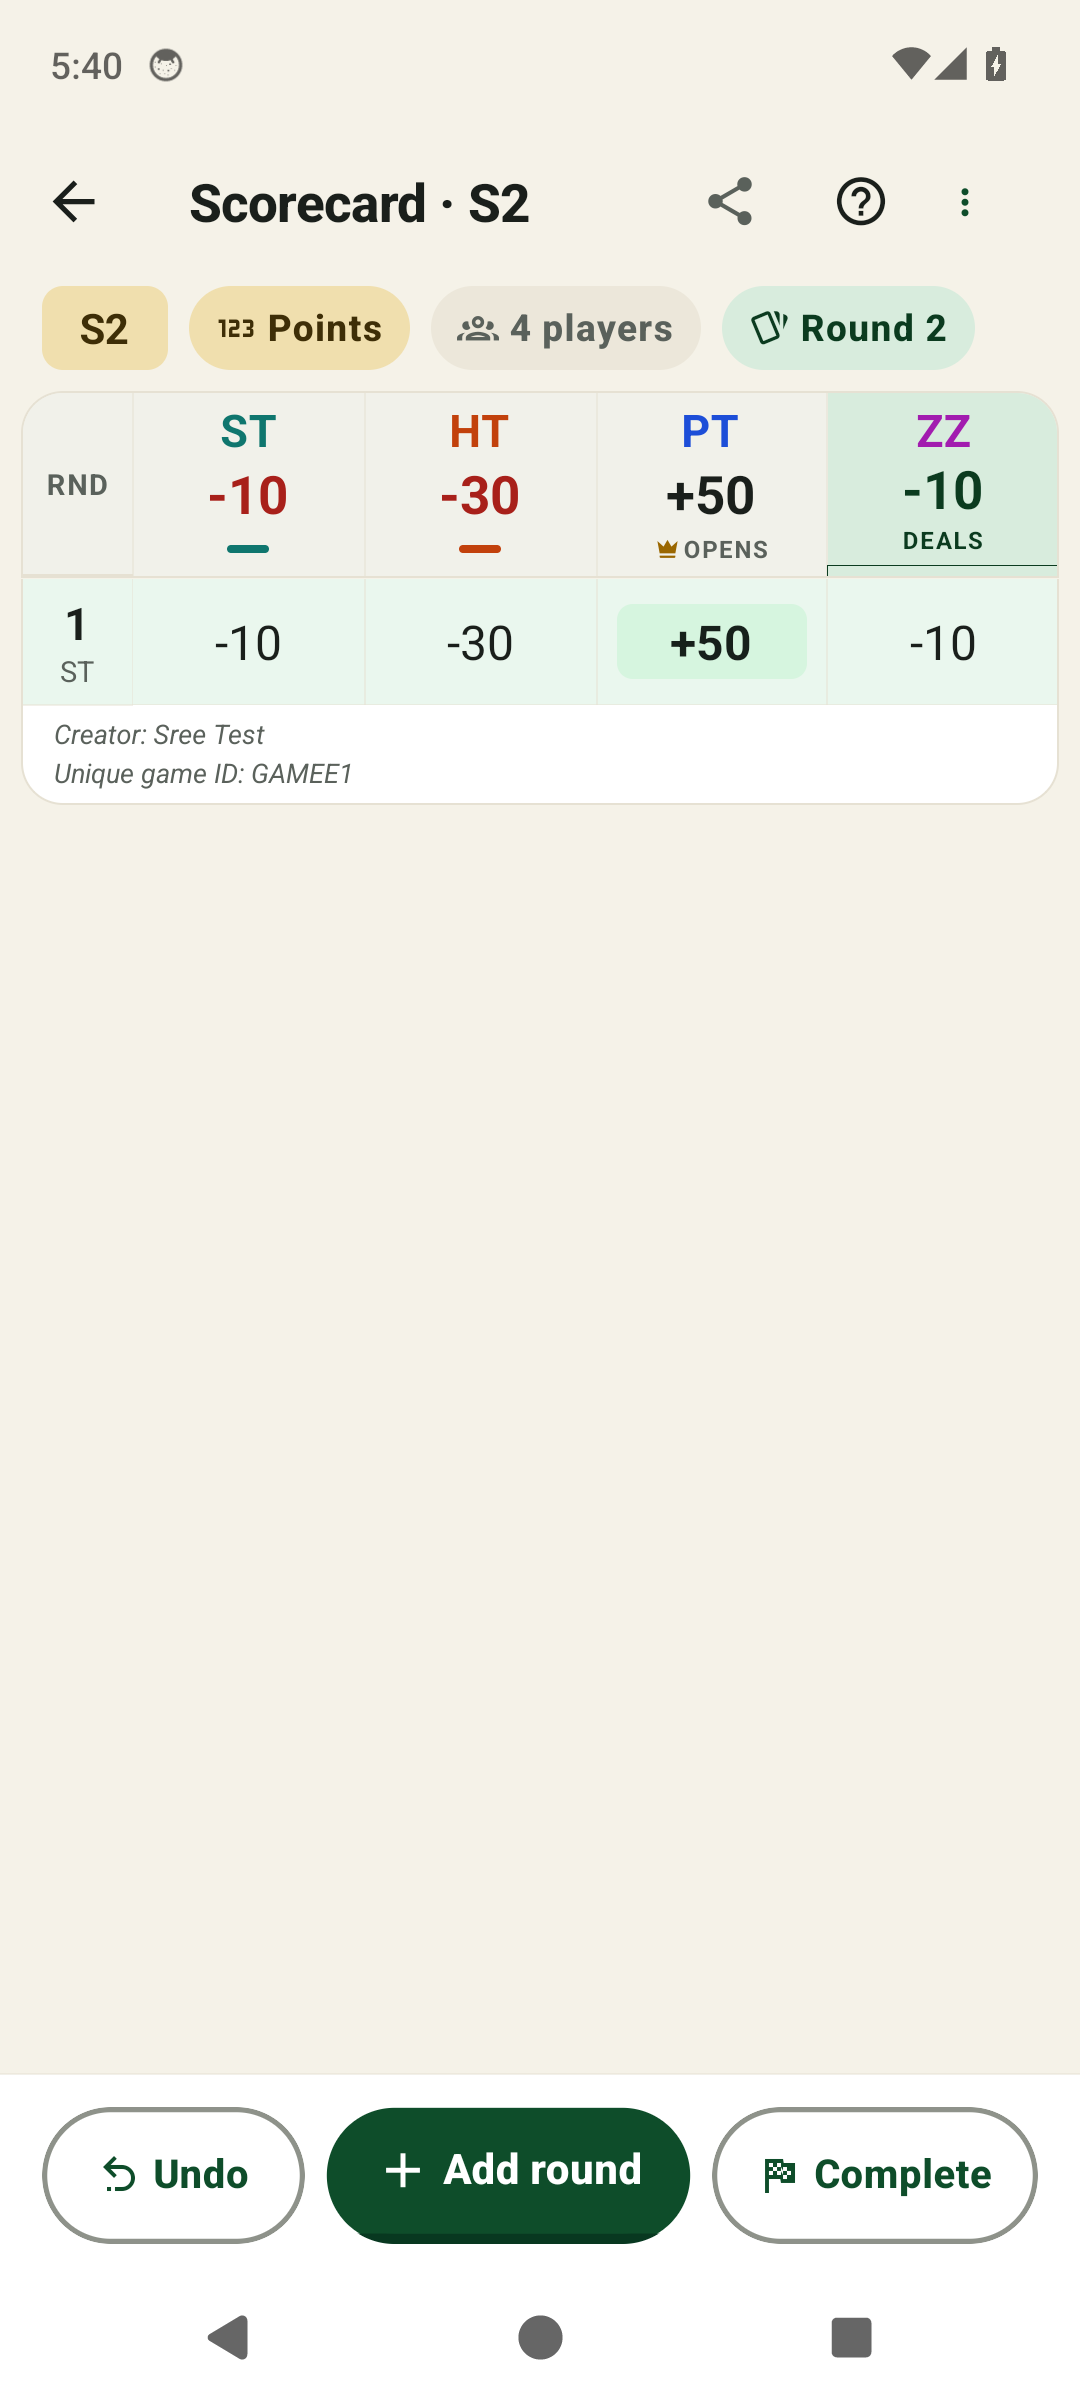 5:40
Scorecard · S2
S2
123 Points
4 players
Round 2
RND
ST
HT
PT
ZZ
-10
-30
+50
-10
OPENS
DEALS
1
ST
-10
-30
+50
-10
Creator: Sree Test
Unique game ID: GAMEE1
Undo
Add round
Complete